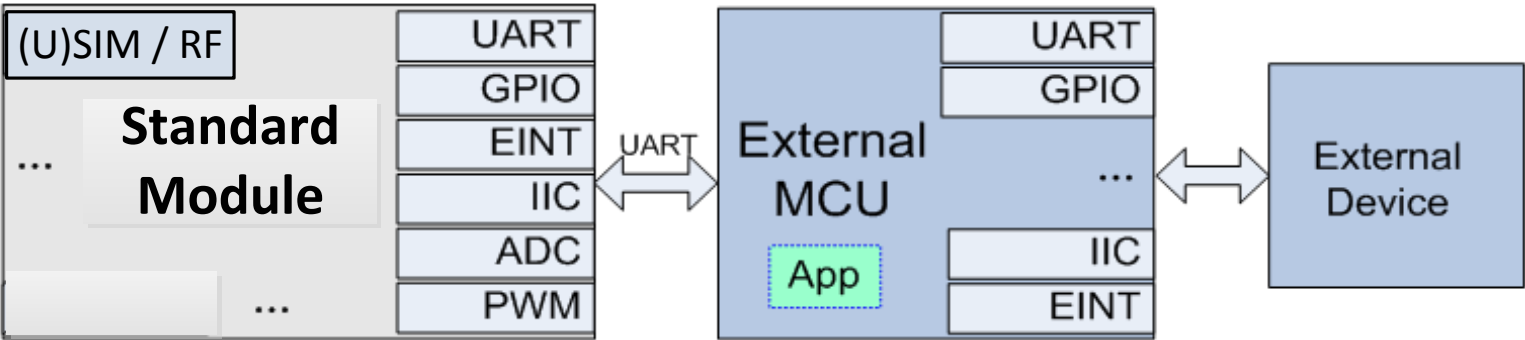 (U)SIM / RF
Standard
Module
...
...
UART
GPIO
EINT
IIC
ADC
PWM
UART
External
MCU
App
UART
GPIO
...
IIC
EINT
External
Device